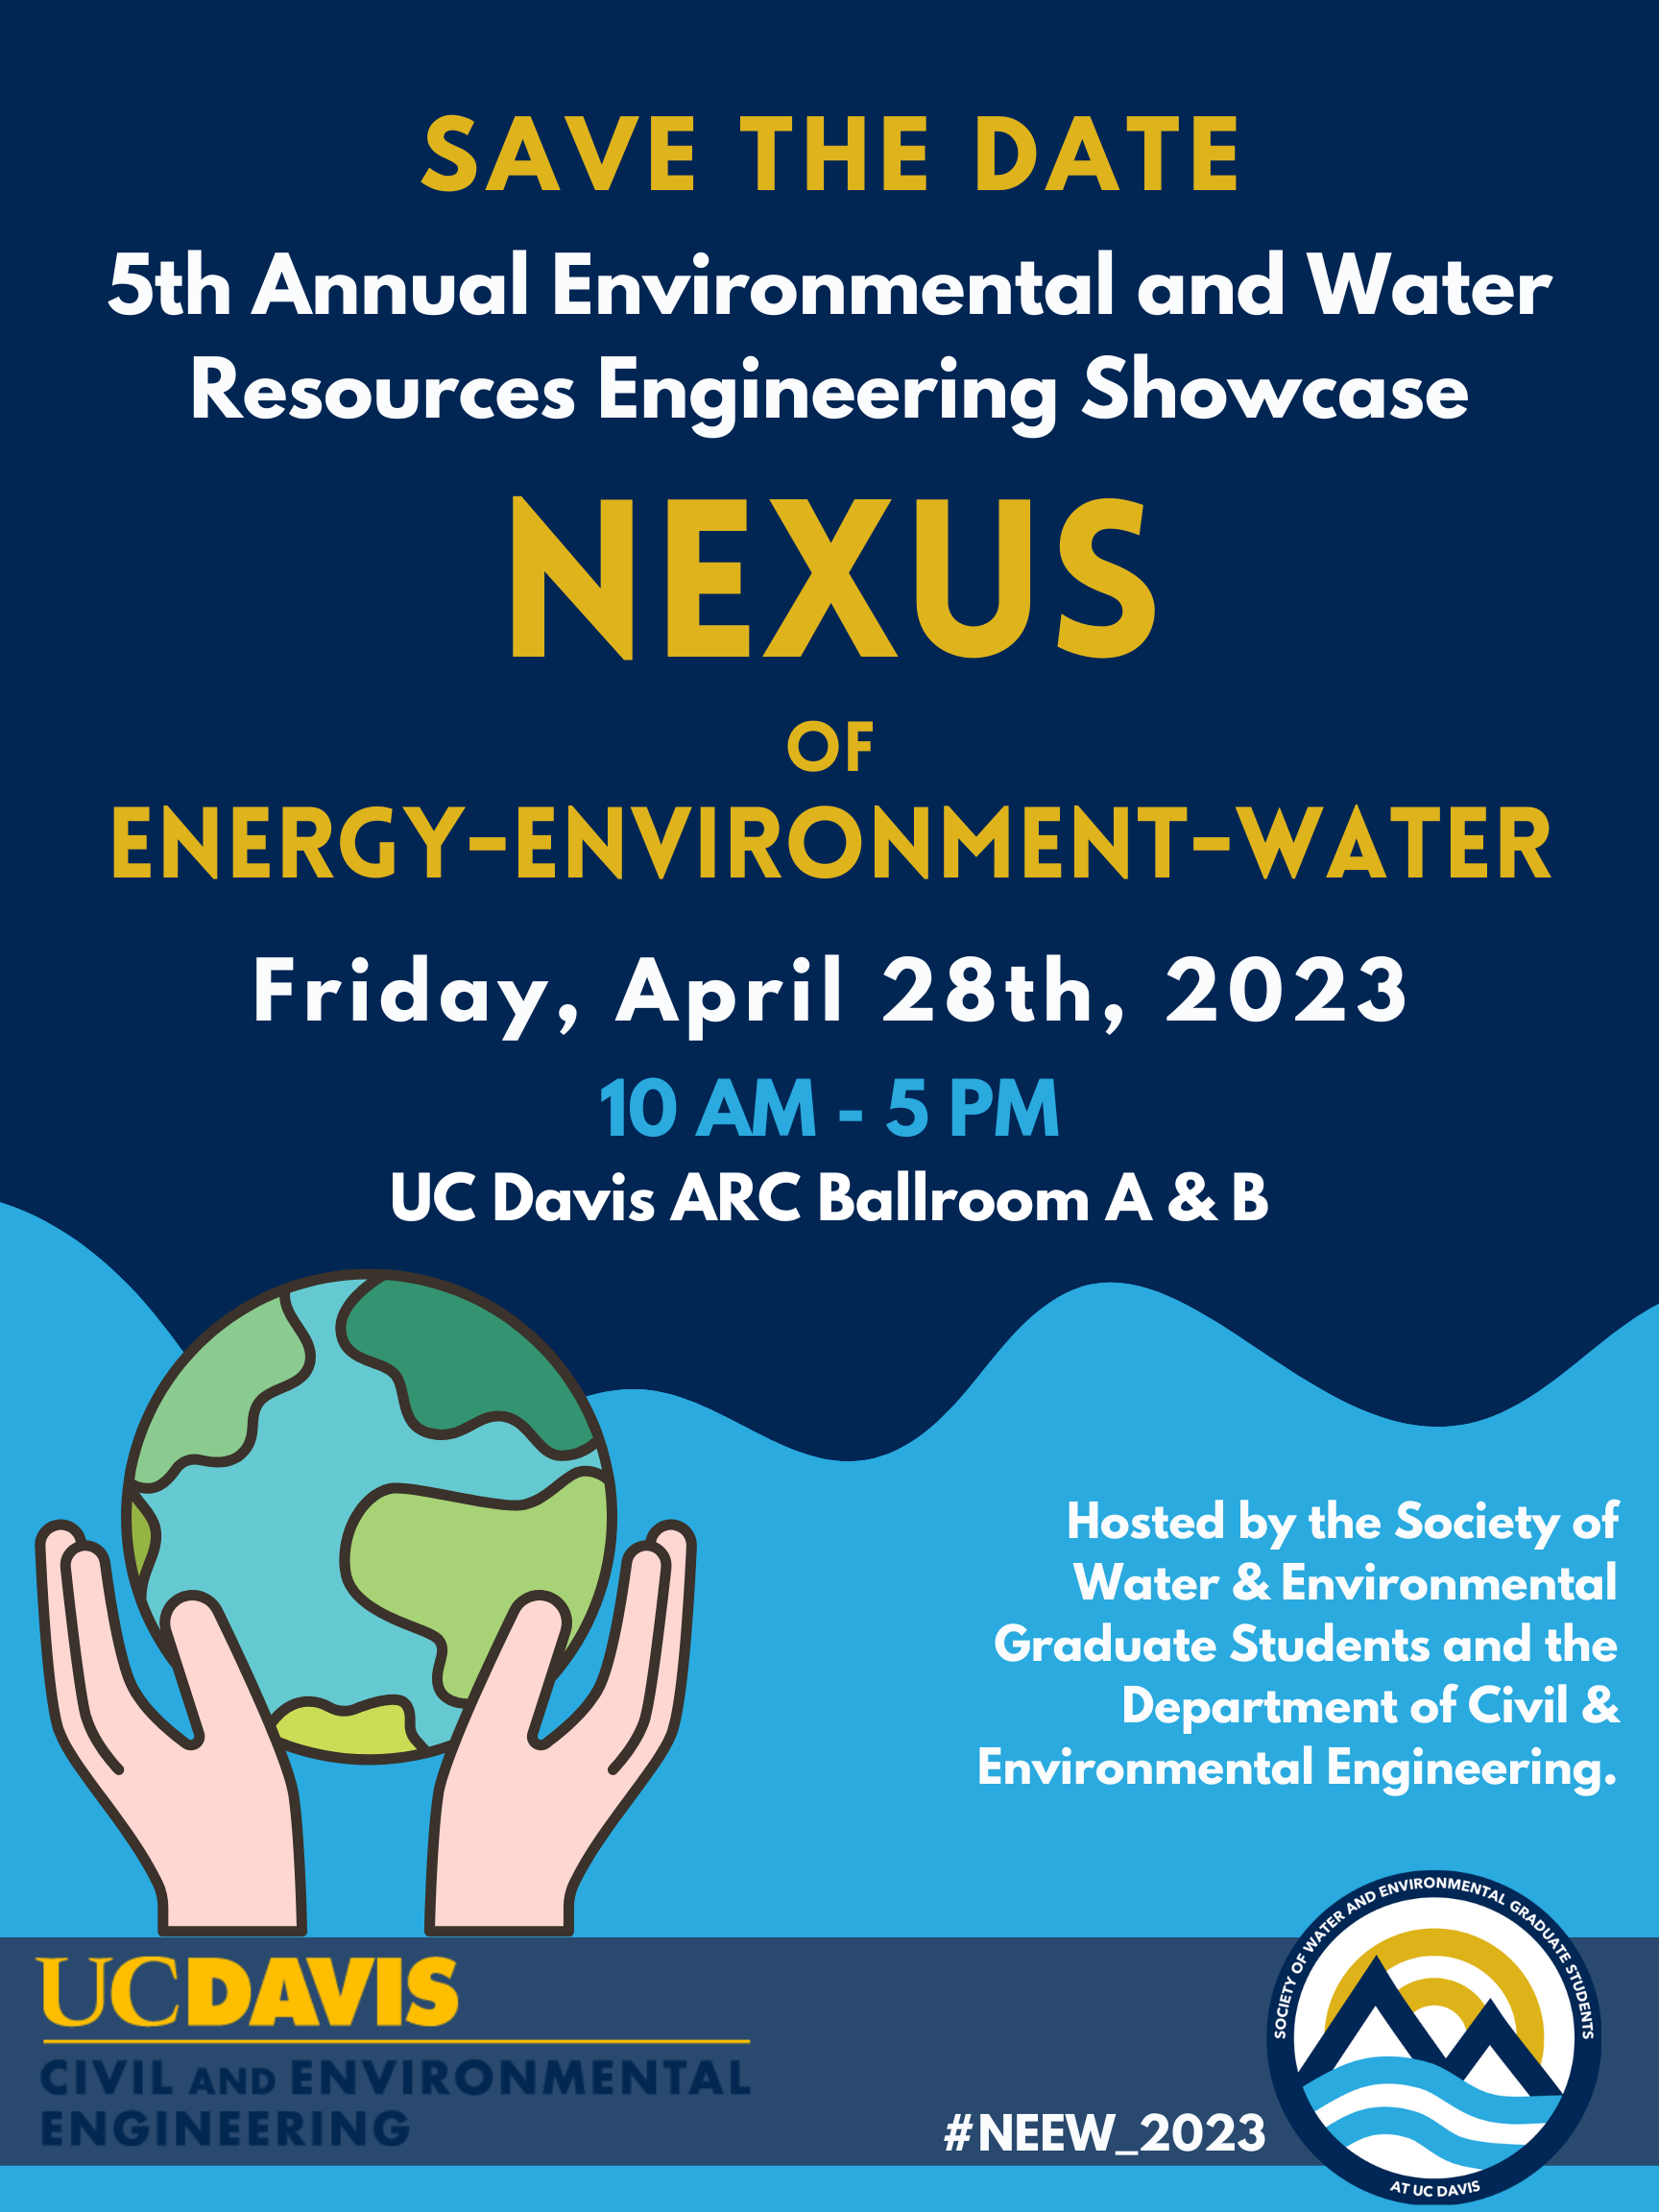 SAVE THE DATE
5th Annual Environmental and Water
Resources Engineering Showcase
NEXUS
OF
ENERGY-ENVIRONMENT-WATER
Friday, April 28th, 2023
10 AM - 5 PM
UC Davis ARC Ballroom A & B
Hosted by the Society of
Water & Environmental
Graduate Students and the
Department of Civil &
Environmental Engineering.
UCDAVIS
CIVIL AND ENVIRONMENTAL
ENGINEERING
#NEEW_2023
SOCIETY OF WATER AND ENVIRONMENTAL GRADUATE STUDENTS
AT UC DAVIS